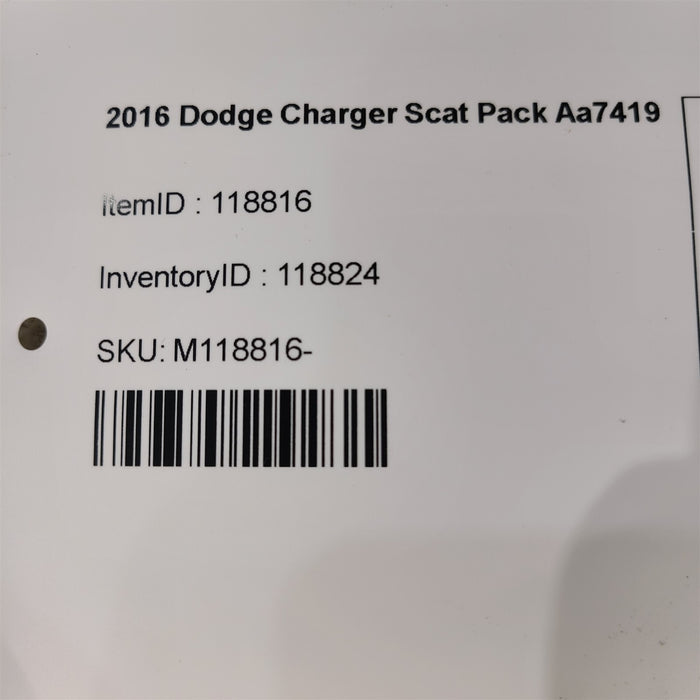 2016 Dodge Charger Scat Pack Aa7419
ItemID : 118816
InventoryID : 118824
SKU: M118816-